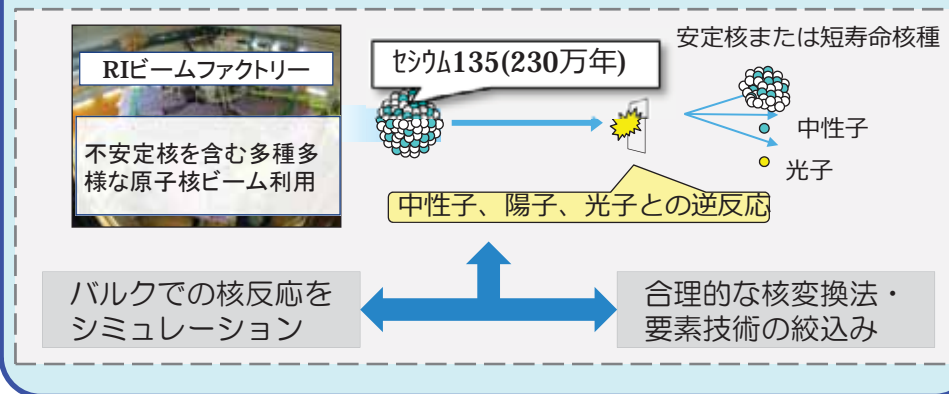 安定核または短寿命核種
RIビームファクトリー
セシウム135(230万年)
不安定核を含む多種多
様な原子核ビーム利用
中性子
光子
中性子、陽子、光子との逆反応
バルクでの核反応を
シミュレーション
合理的な核変換法・
要素技術の絞込み